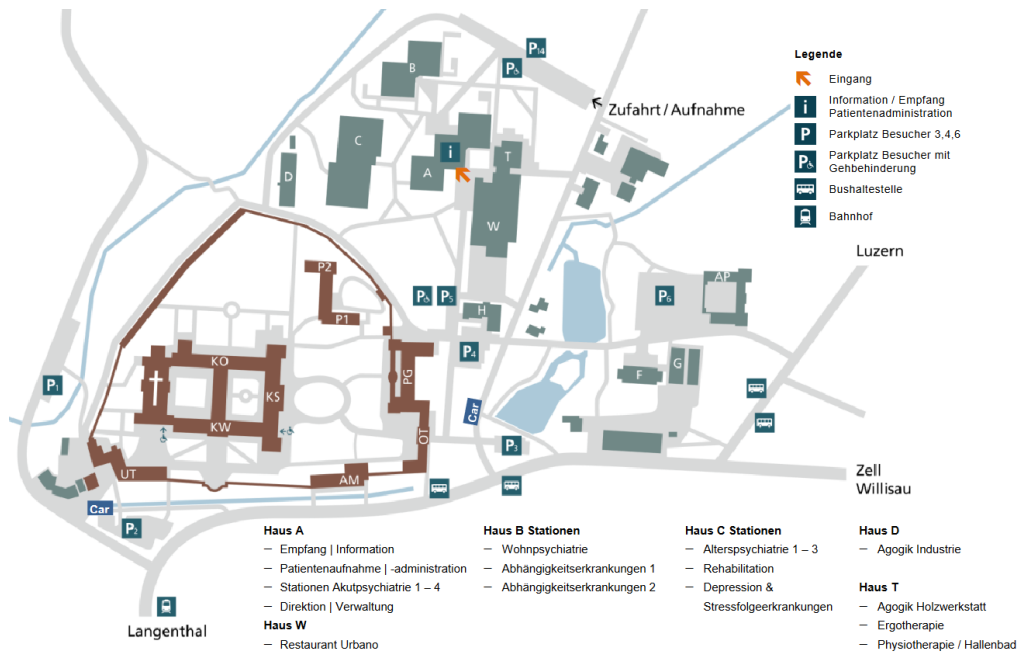 P14
P
B
Zufahrt / Aufnahme
C
i
T
D
A
W
P2
P1
P
P5
H
P4
P6
AP
Luzern
KO
KS
KW
PG
G
F
P1
Car
OT
P3
UT
AM
Car
P2
Zell
Willisau
Langenthal
Legende
Eingang
i
Information / Empfang
Patientenadministration
P
Parkplatz Besucher 3,4,6
P
Parkplatz Besucher mit
Gehbehinderung
Bushaltestelle
Bahnhof
Haus A
– Empfang | Information
– Patientenaufnahme | -administration
– Stationen Akutpsychiatrie 1 – 4
– Direktion | Verwaltung
Haus W
– Restaurant Urbano
Haus B Stationen
– Wohnpsychiatrie
– Abhängigkeitserkrankungen 1
– Abhängigkeitserkrankungen 2
Haus C Stationen
– Alterspsychiatrie 1 – 3
– Rehabilitation
– Depression &
Stressfolgeerkrankungen
Haus D
– Agogik Industrie
Haus T
– Agogik Holzwerkstatt
– Ergotherapie
– Physiotherapie / Hallenbad